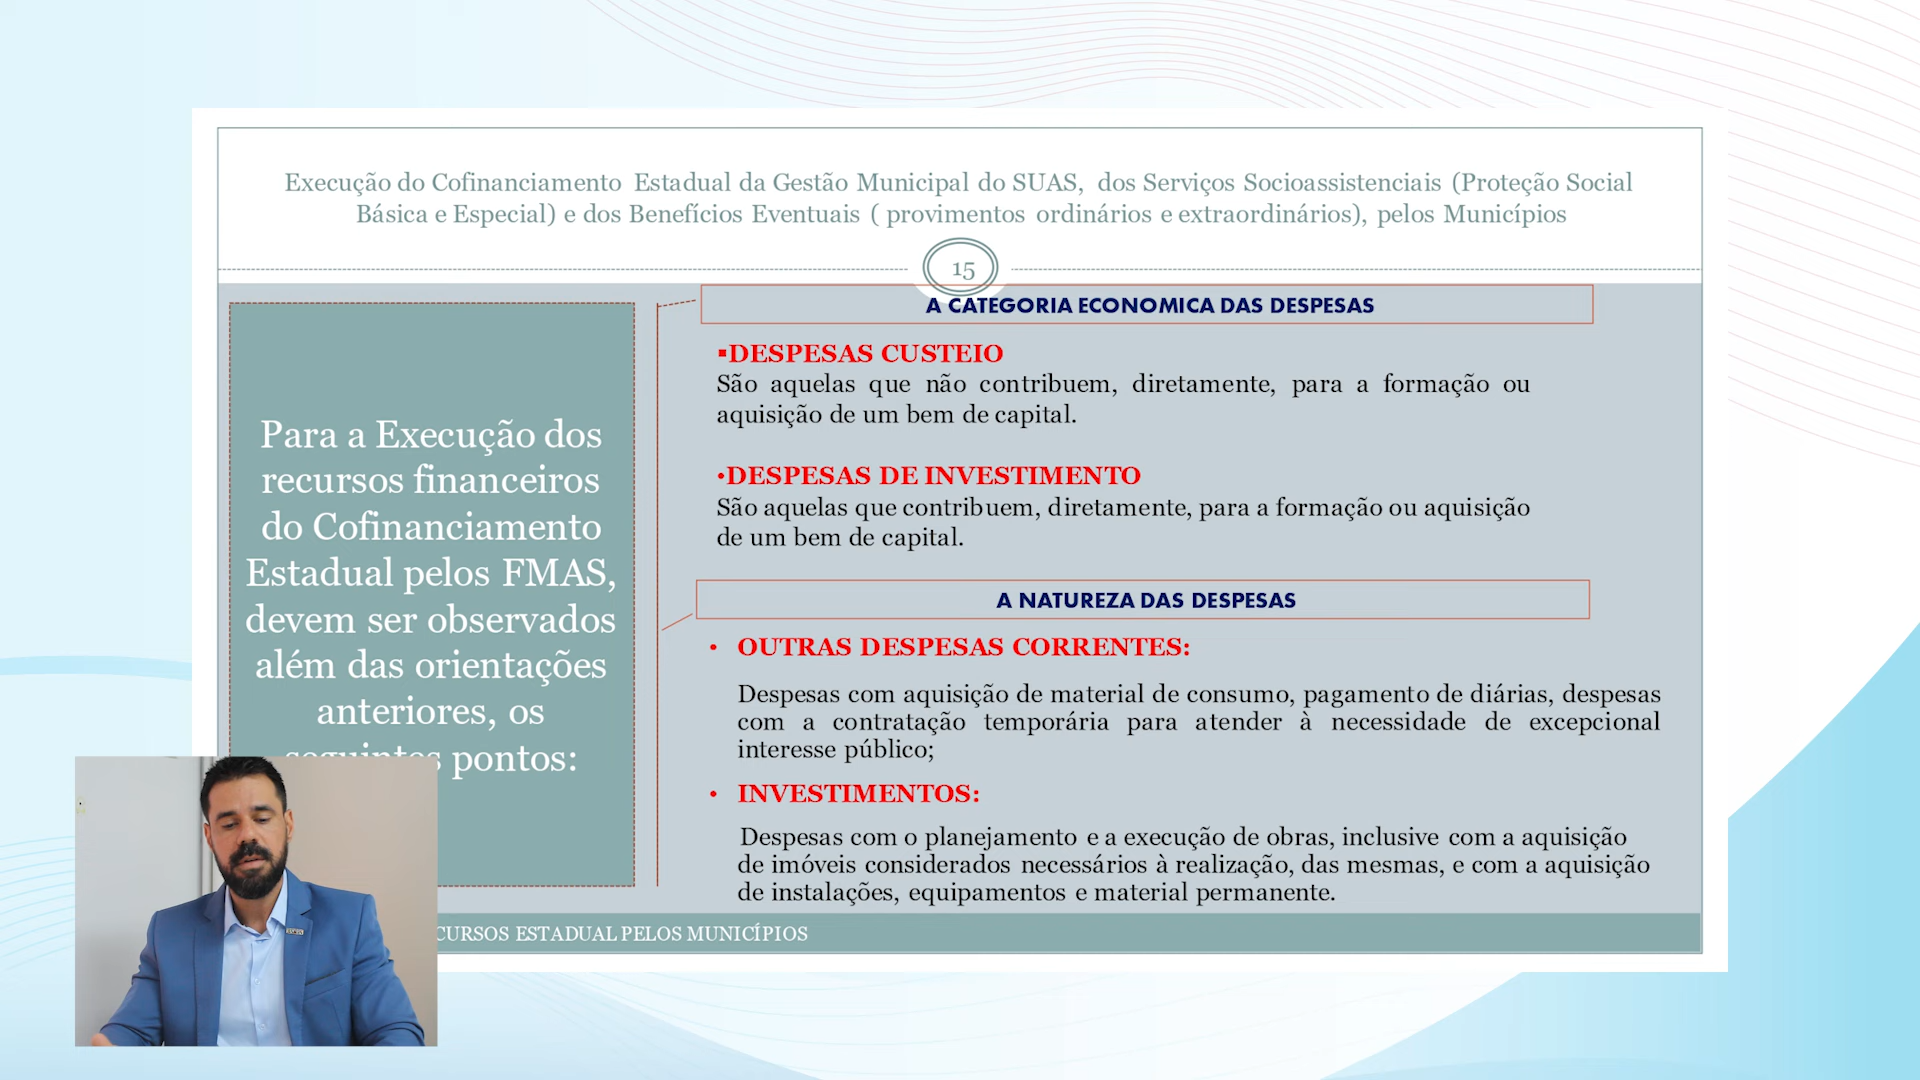 Execução do Cofinanciamento Estadual da Gestão Municipal do SUAS, dos Serviços Socioassistenciais (Proteção Social
Básica e Especial) e dos Benefícios Eventuais ( provimentos ordinários e extraordinários), pelos Municípios
15
Para a Execução dos
recursos financeiros
do Cofinanciamento
Estadual pelos FMAS,
devem ser observados
além das orientações
anteriores, os
seguintes pontos:
A CATEGORIA ECONOMICA DAS DESPESAS
▪DESPESAS CUSTEIO
São aquelas que não contribuem, diretamente, para a formação ou
aquisição de um bem de capital.
•DESPESAS DE INVESTIMENTO
São aquelas que contribuem, diretamente, para a formação ou aquisição
de um bem de capital.
A NATUREZA DAS DESPESAS
• OUTRAS DESPESAS CORRENTES:
Despesas com aquisição de material de consumo, pagamento de diárias, despesas
com a contratação temporária para atender à necessidade de excepcional
interesse público;
• INVESTIMENTOS:
Despesas com o planejamento e a execução de obras, inclusive com a aquisição
de imóveis considerados necessários à realização, das mesmas, e com a aquisição
de instalações, equipamentos e material permanente.
CURSOS ESTADUAL PELOS MUNICÍPIOS